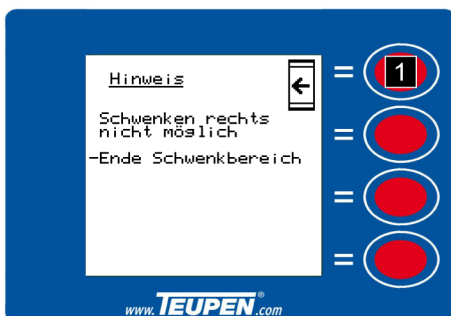 Hinweis
←
= 1
Schwenken rechts
nicht möglich
=
-Ende Schwenkbereich
=
=
www.TEUPEN®.com